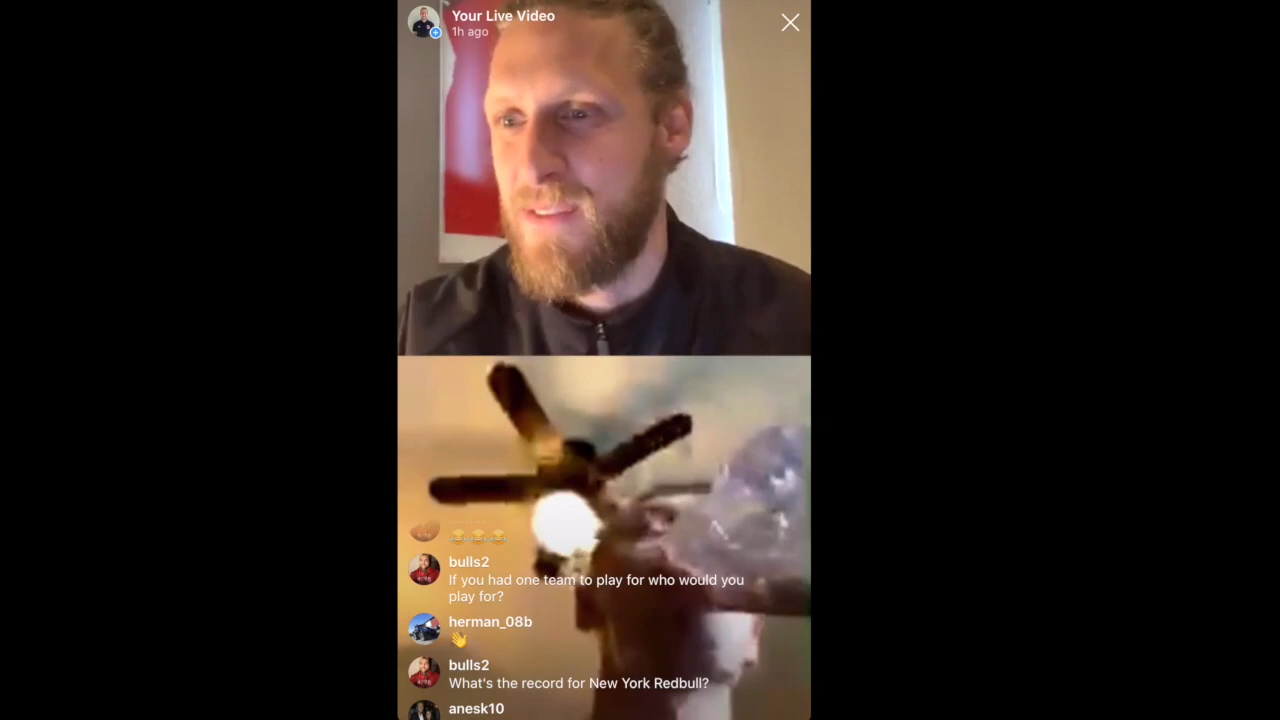 Your Live Video
1h ago
😂😂😂
bulls2
If you had one team to play for who would you
play for?
herman_08b
👋
bulls2
What's the record for New York Redbull?
anesk10